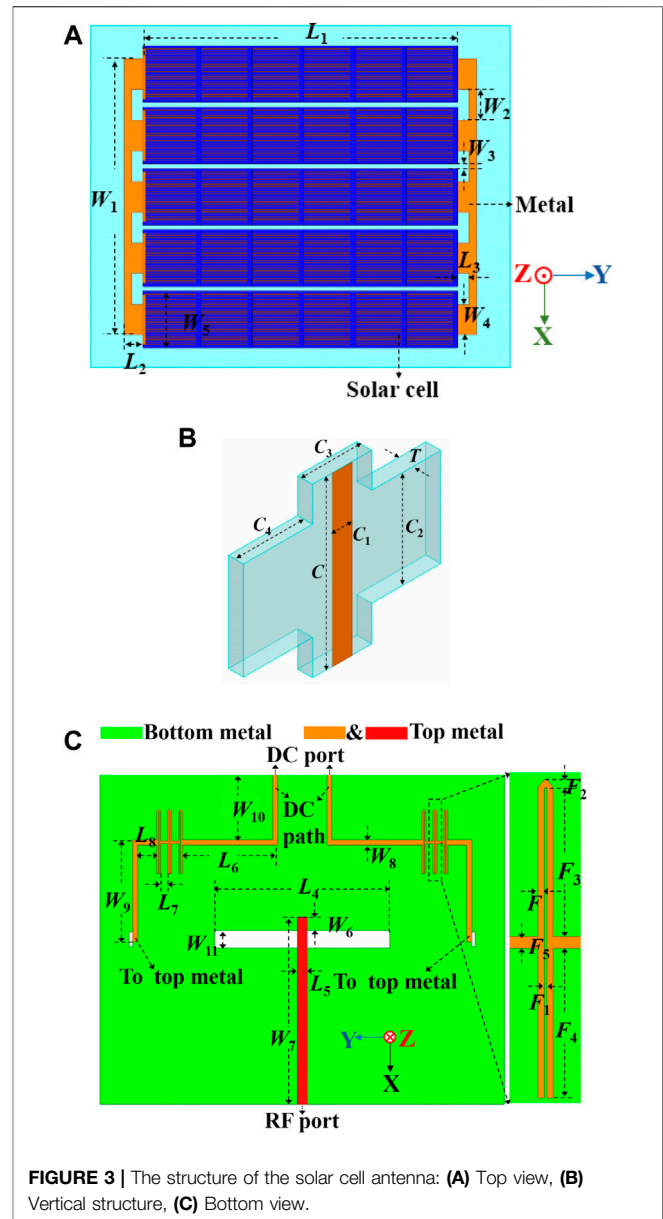 A
L₁
W₂
W₃
W₁
Metal
L₃
Z
Y
W₄
X
W₅
L₂
Solar cell
B
C₃
T
C₄
C₁
C₂
C
C
Bottom metal
&
Top metal
DC port
W₁₀
DC
path
F₂
L₈
L₆
W₈
F₃
W₉
L₇
L₄
F
W₁₁
W₆
F₅
To top metal
L₅
To top metal
F₁
F₄
W₇
Y
Z
X
RF port
FIGURE 3 | The structure of the solar cell antenna: (A) Top view, (B)
Vertical structure, (C) Bottom view.